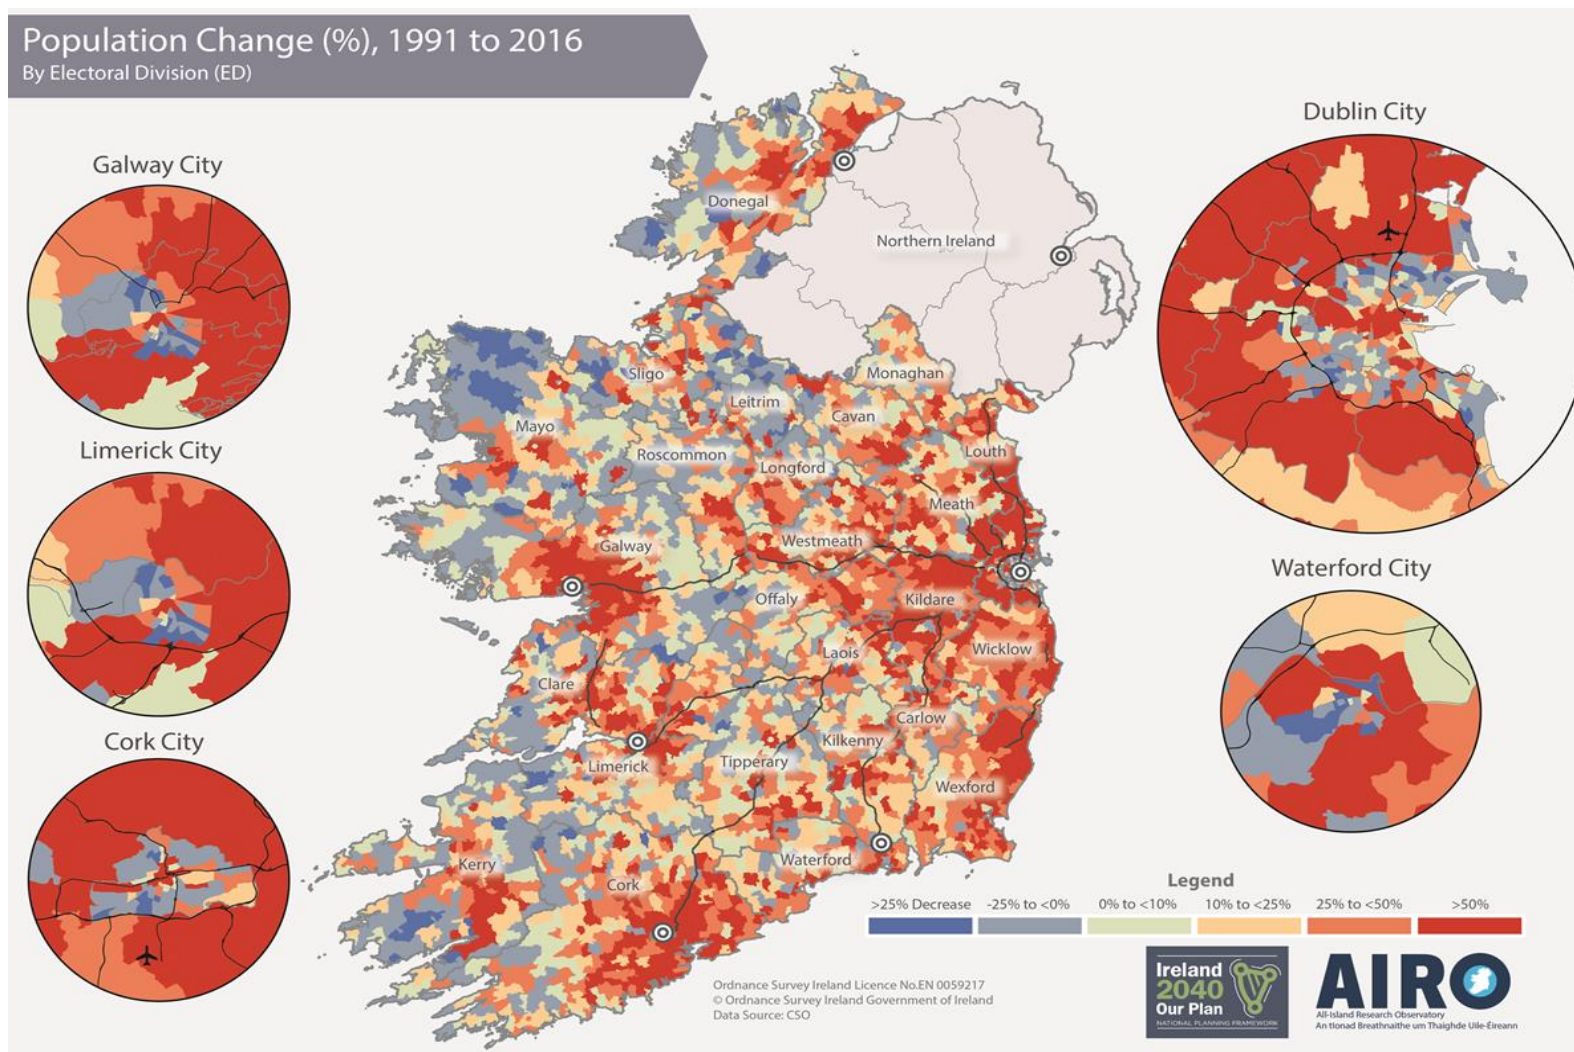 Population Change (%), 1991 to 2016
By Electoral Division (ED)
Galway City
Limerick City
Cork City
Dublin City
Waterford City
Donegal
Northern Ireland
Sligo
Monaghan
Leitrim
Mayo
Cavan
Roscommon
Louth
Longford
Meath
Westmeath
Galway
Offaly
Kildare
Laois
Wicklow
Clare
Carlow
Kilkenny
Limerick
Tipperary
Wexford
Waterford
Kerry
Cork
Legend
>25% Decrease
-25% to <0%
0% to <10%
10% to <25%
25% to <50%
>50%
Ordnance Survey Ireland Licence No.EN 0059217
© Ordnance Survey Ireland Government of Ireland
Data Source: CSO
Ireland
2040
Our Plan
NATIONAL PLANNING FRAMEWORK
AIRO
All-Island Research Observatory
An tIonad Breathnaithe um Thaighde Uile-Éireann